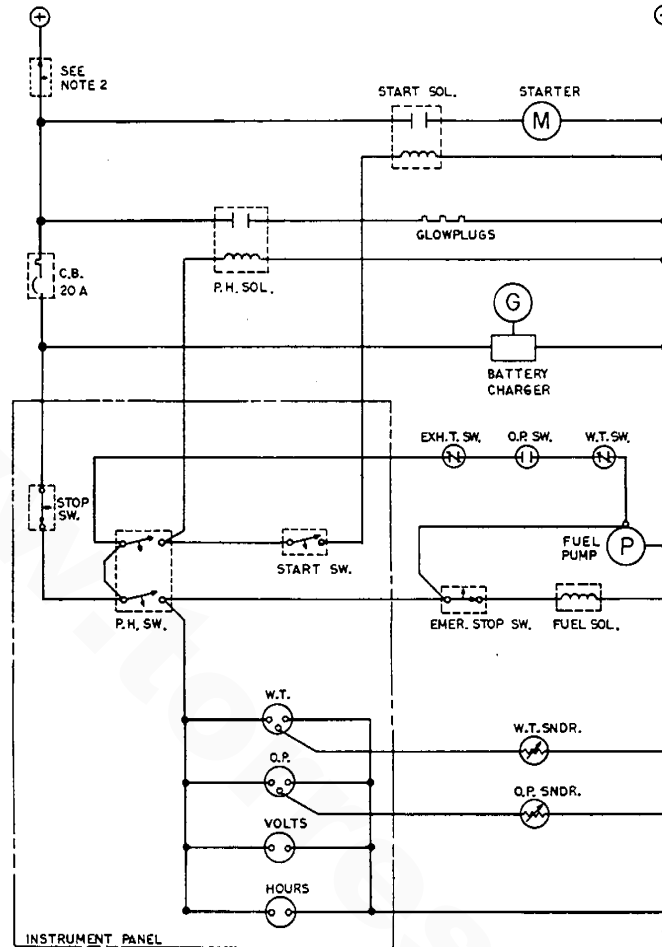 +
SEE
NOTE 2
START SOL.
STARTER
M
GLOWPLUGS
C.B.
20 A
P.H. SOL.
G
BATTERY
CHARGER
EXH.T. SW.
O.P. SW.
W.T. SW.
STOP
SW.
START SW.
FUEL
PUMP
P
P.H. SW.
EMER. STOP SW.
FUEL SOL.
W.T.
W.T. SNDR.
O.P.
O.P. SNDR.
VOLTS
HOURS
INSTRUMENT PANEL